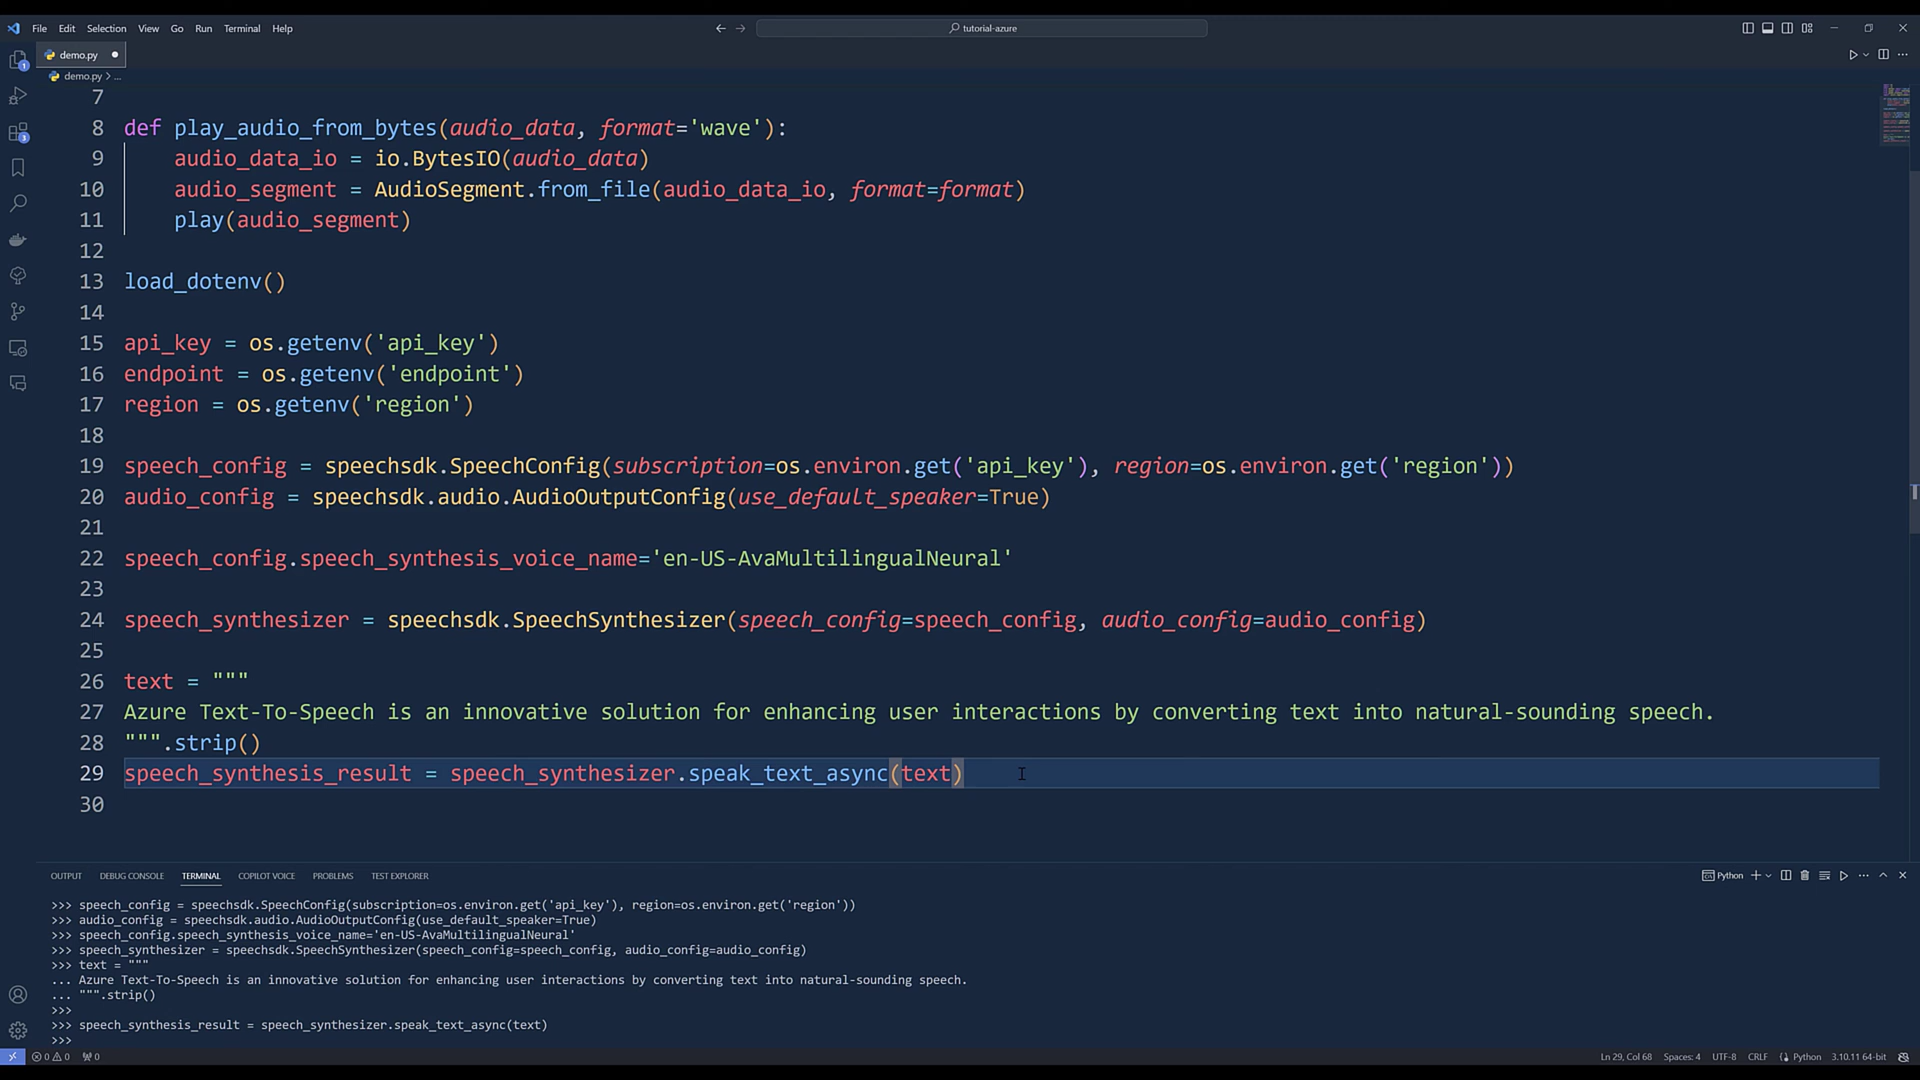 File Edit Selection View Go Run Terminal Help
tutorial-azure
demo.py
demo.py > ...
7
8 def play_audio_from_bytes(audio_data, format='wave'):
9     audio_data_io = io.BytesIO(audio_data)
10     audio_segment = AudioSegment.from_file(audio_data_io, format=format)
11     play(audio_segment)
12
13 load_dotenv()
14
15 api_key = os.getenv('api_key')
16 endpoint = os.getenv('endpoint')
17 region = os.getenv('region')
18
19 speech_config = speechsdk.SpeechConfig(subscription=os.environ.get('api_key'), region=os.environ.get('region'))
20 audio_config = speechsdk.audio.AudioOutputConfig(use_default_speaker=True)
21
22 speech_config.speech_synthesis_voice_name='en-US-AvaMultilingualNeural'
23
24 speech_synthesizer = speechsdk.SpeechSynthesizer(speech_config=speech_config, audio_config=audio_config)
25
26 text = """
27 Azure Text-To-Speech is an innovative solution for enhancing user interactions by converting text into natural-sounding speech.
28 """.strip()
29 speech_synthesis_result = speech_synthesizer.speak_text_async(text)
30
OUTPUT DEBUG CONSOLE TERMINAL COPILOT VOICE PROBLEMS TEST EXPLORER Python
>>> speech_config = speechsdk.SpeechConfig(subscription=os.environ.get('api_key'), region=os.environ.get('region'))
>>> audio_config = speechsdk.audio.AudioOutputConfig(use_default_speaker=True)
>>> speech_config.speech_synthesis_voice_name='en-US-AvaMultilingualNeural'
>>> speech_synthesizer = speechsdk.SpeechSynthesizer(speech_config=speech_config, audio_config=audio_config)
>>> text = """
... Azure Text-To-Speech is an innovative solution for enhancing user interactions by converting text into natural-sounding speech.
... """.strip()
>>>
>>> speech_synthesis_result = speech_synthesizer.speak_text_async(text)
>>>
0 0 0 Ln 29, Col 68 Spaces: 4 UTF-8 CRLF Python 3.10.11 64-bit